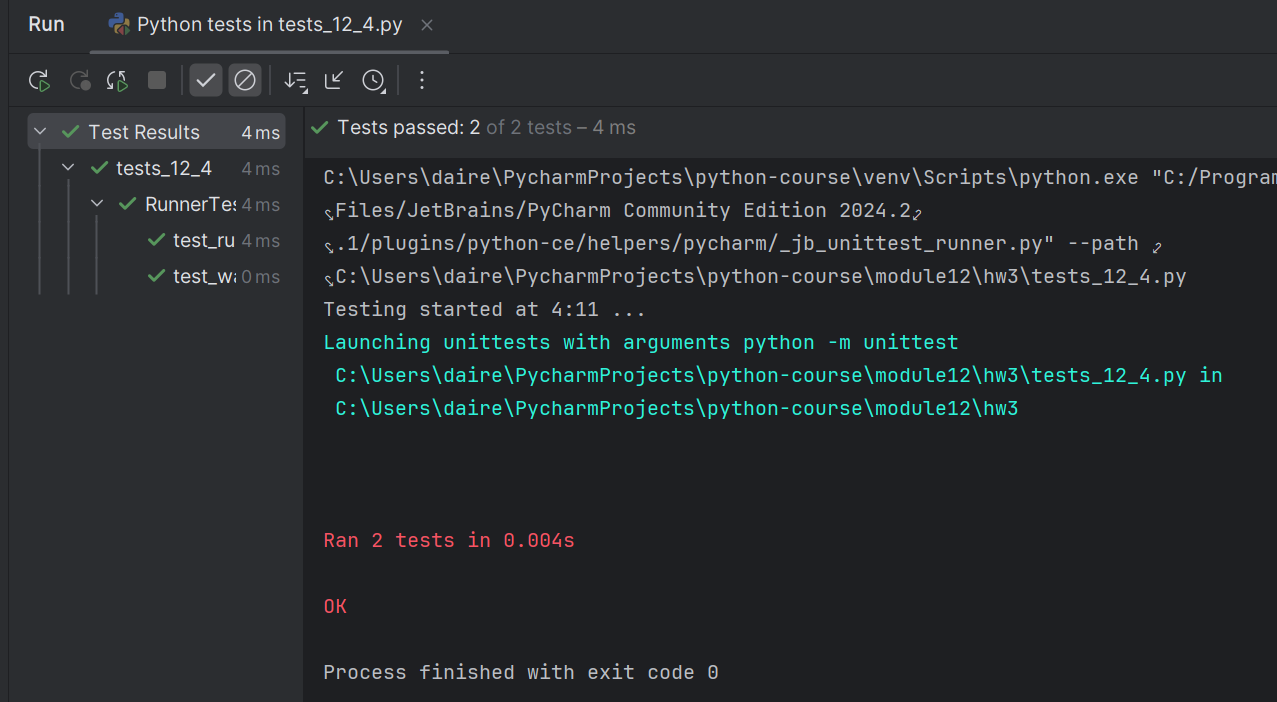 Run
Python tests in tests_12_4.py
Test Results 4 ms
tests_12_4 4 ms
RunnerTes 4 ms
test_ru 4 ms
test_wa 0 ms
Tests passed: 2 of 2 tests – 4 ms
C:\Users\daire\PycharmProjects\python-course\venv\Scripts\python.exe "C:/Program
Files/JetBrains/PyCharm Community Edition 2024.2
.1/plugins/python-ce/helpers/pycharm/_jb_unittest_runner.py" --path
C:\Users\daire\PycharmProjects\python-course\module12\hw3\tests_12_4.py
Testing started at 4:11 ...
Launching unittests with arguments python -m unittest
C:\Users\daire\PycharmProjects\python-course\module12\hw3\tests_12_4.py in
C:\Users\daire\PycharmProjects\python-course\module12\hw3
Ran 2 tests in 0.004s
OK
Process finished with exit code 0